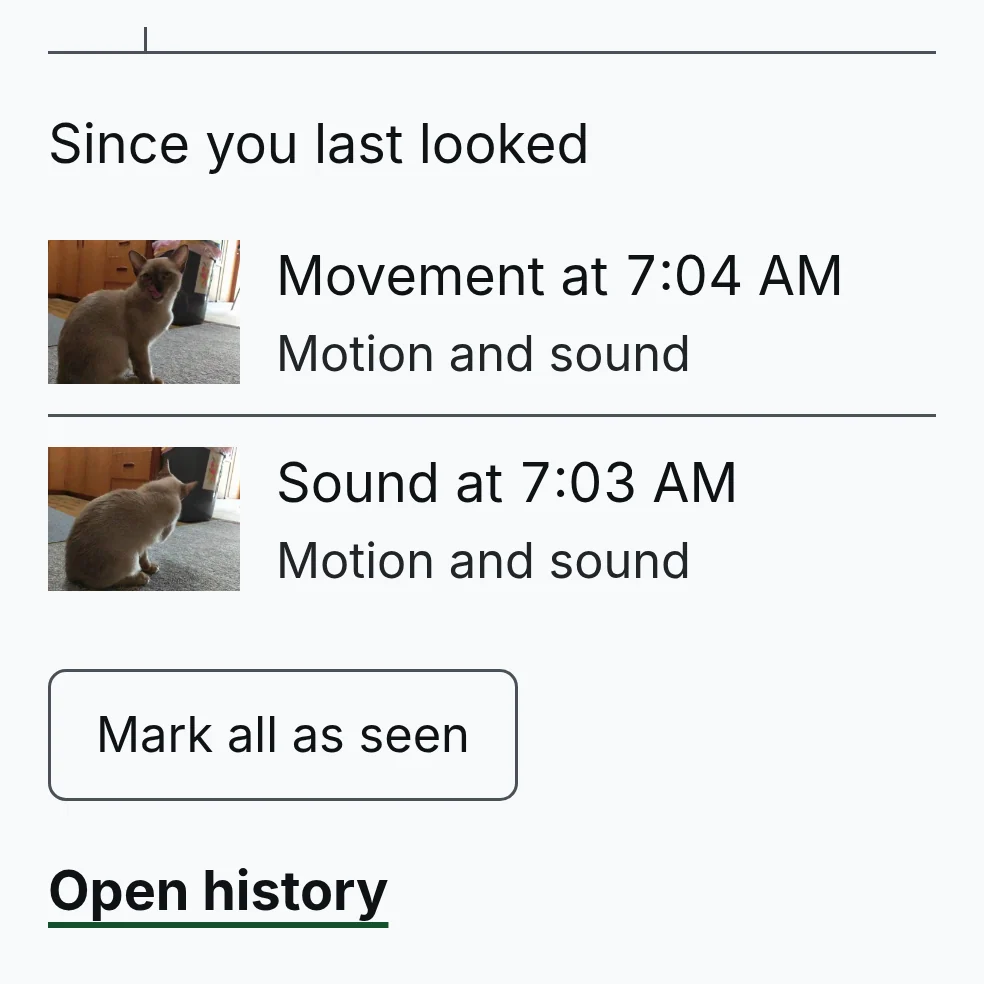 Since you last looked
Movement at 7:04 AM
Motion and sound
Sound at 7:03 AM
Motion and sound
Mark all as seen
Open history